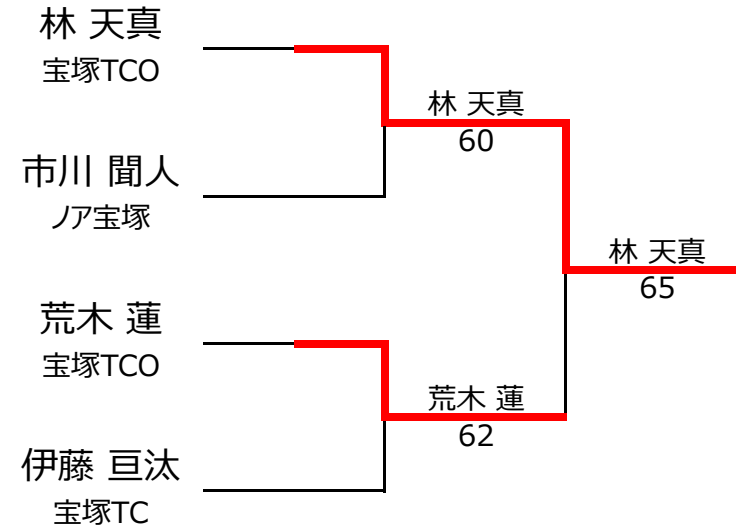 林 天真
宝塚TCO
市川 聞人
ノア宝塚
荒木 蓮
宝塚TCO
伊藤 亘汰
宝塚TC
林 天真
60
荒木 蓮
62
林 天真
65